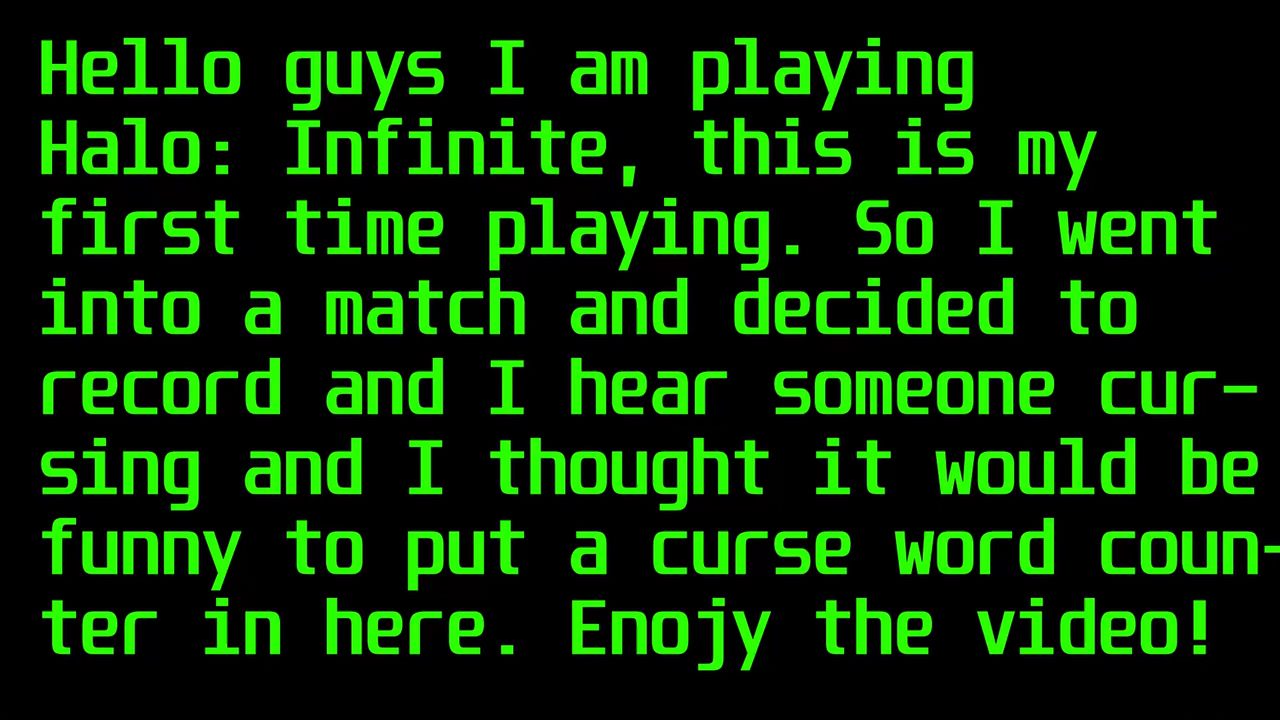 Hello guys I am playing
Halo: Infinite, this is my
first time playing. So I went
into a match and decided to
record and I hear someone cur-
sing and I thought it would be
funny to put a curse word coun-
ter in here. Enojy the video!